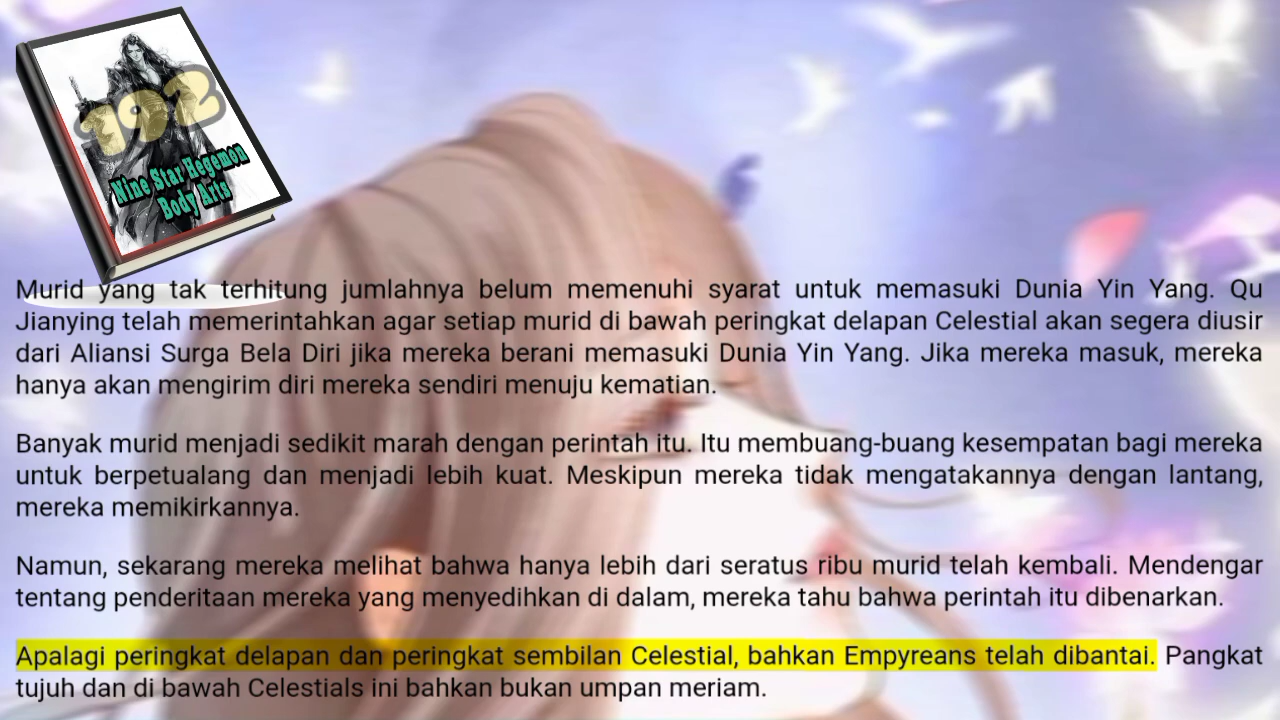 192
Nine Star Hegemon
Body Arts
Murid yang tak terhitung jumlahnya belum memenuhi syarat untuk memasuki Dunia Yin Yang. Qu
Jianying telah memerintahkan agar setiap murid di bawah peringkat delapan Celestial akan segera diusir
dari Aliansi Surga Bela Diri jika mereka berani memasuki Dunia Yin Yang. Jika mereka masuk, mereka
hanya akan mengirim diri mereka sendiri menuju kematian.
Banyak murid menjadi sedikit marah dengan perintah itu. Itu membuang-buang kesempatan bagi mereka
untuk berpetualang dan menjadi lebih kuat. Meskipun mereka tidak mengatakannya dengan lantang,
mereka memikirkannya.
Namun, sekarang mereka melihat bahwa hanya lebih dari seratus ribu murid telah kembali. Mendengar
tentang penderitaan mereka yang menyedihkan di dalam, mereka tahu bahwa perintah itu dibenarkan.
Apalagi peringkat delapan dan peringkat sembilan Celestial, bahkan Empyreans telah dibantai. Pangkat
tujuh dan di bawah Celestials ini bahkan bukan umpan meriam.